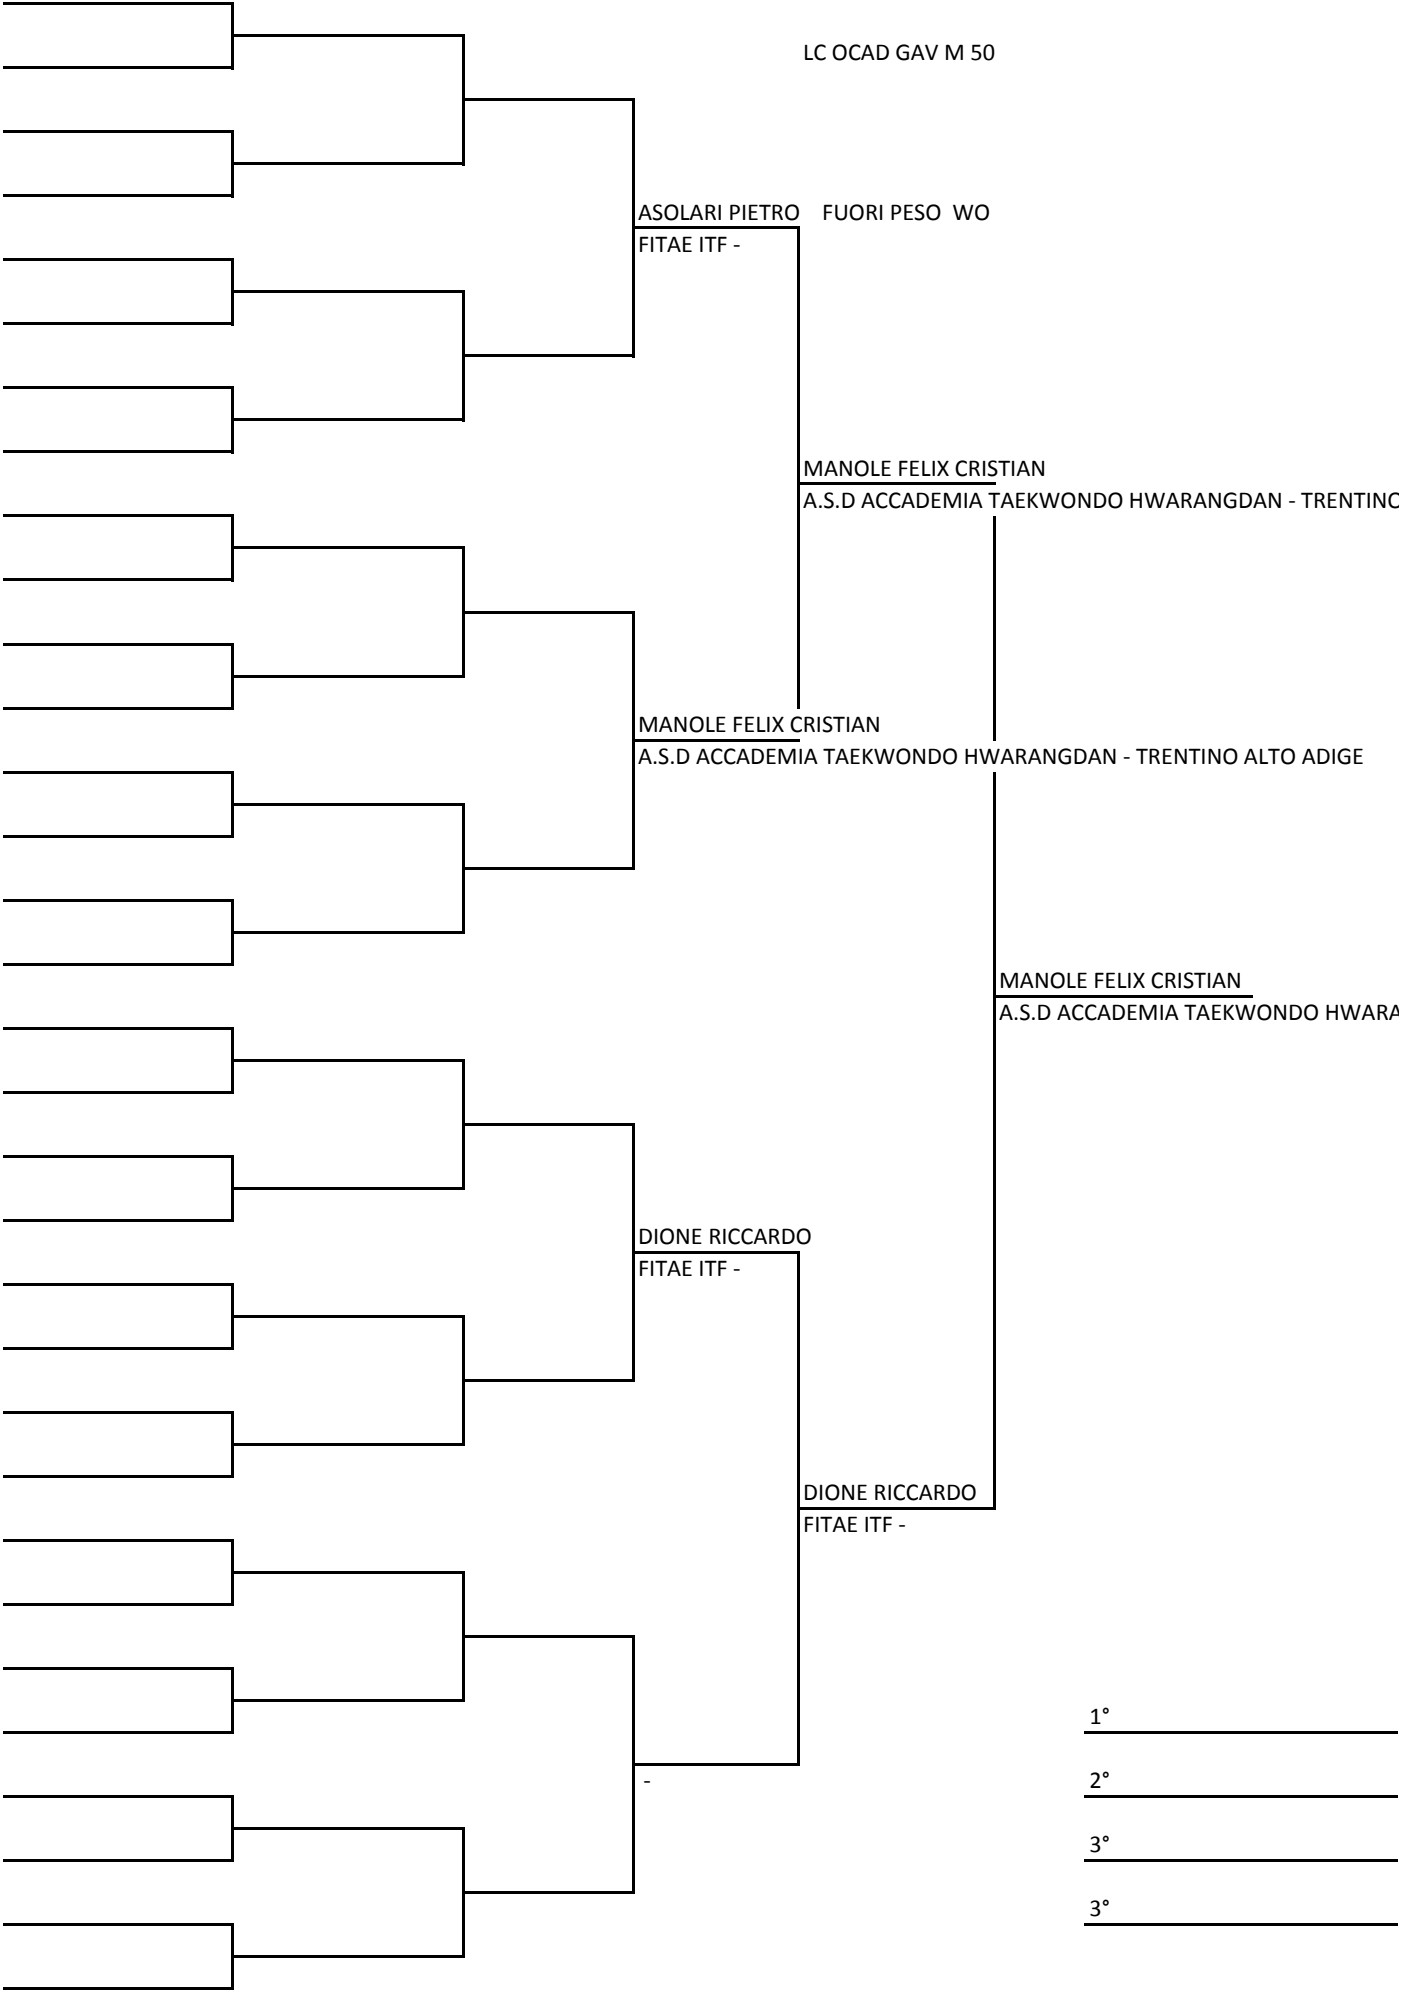 LC OCAD GAV M 50
ASOLARI PIETRO FUORI PESO WO
FITAE ITF -
MANOLE FELIX CRISTIAN
A.S.D ACCADEMIA TAEKWONDO HWARANGDAN - TRENTINO
MANOLE FELIX CRISTIAN
A.S.D ACCADEMIA TAEKWONDO HWARANGDAN - TRENTINO ALTO ADIGE
MANOLE FELIX CRISTIAN
A.S.D ACCADEMIA TAEKWONDO HWARA
DIONE RICCARDO
FITAE ITF -
DIONE RICCARDO
FITAE ITF -
1°
-
2°
3°
3°